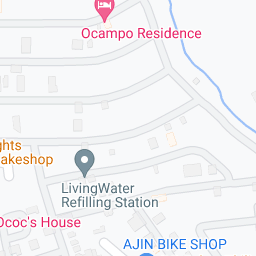 Ocampo Residence
ghts
akeshop
LivingWater
Refilling Station
Ococ's House
AJIN BIKE SHOP